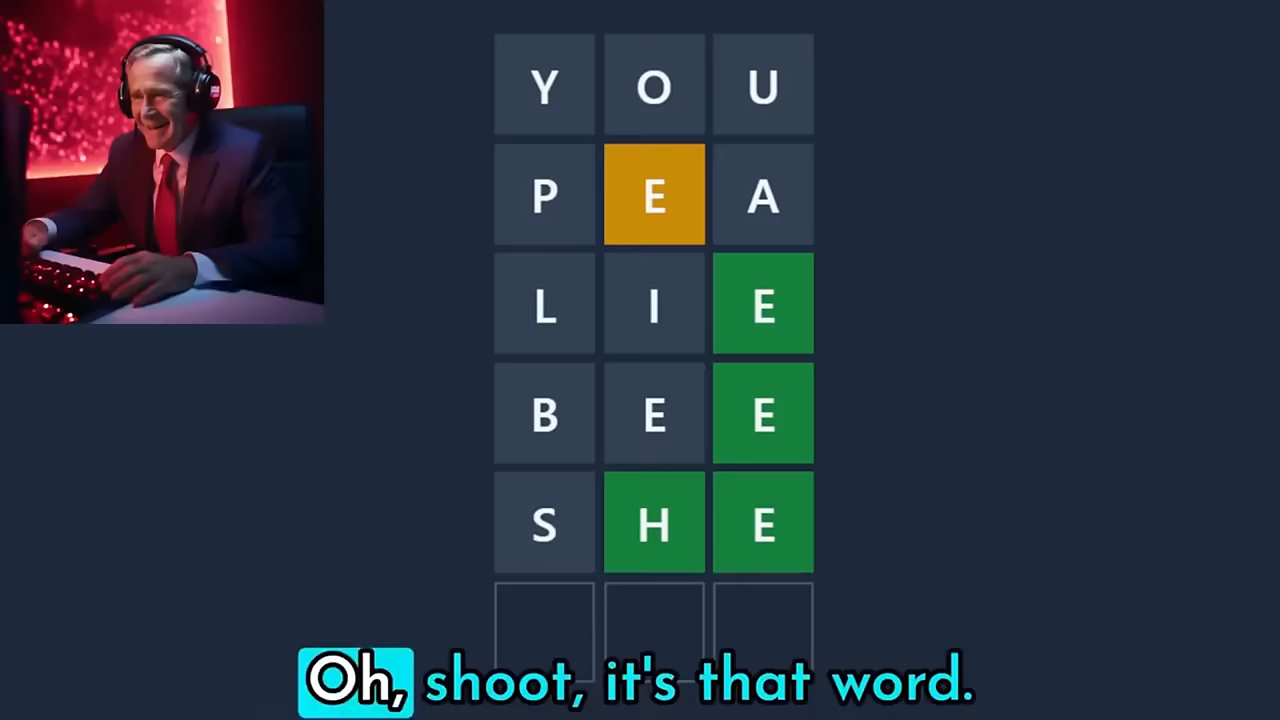 Y O U
P E A
L I E
B E E
S H E
Oh, shoot, it's that word.